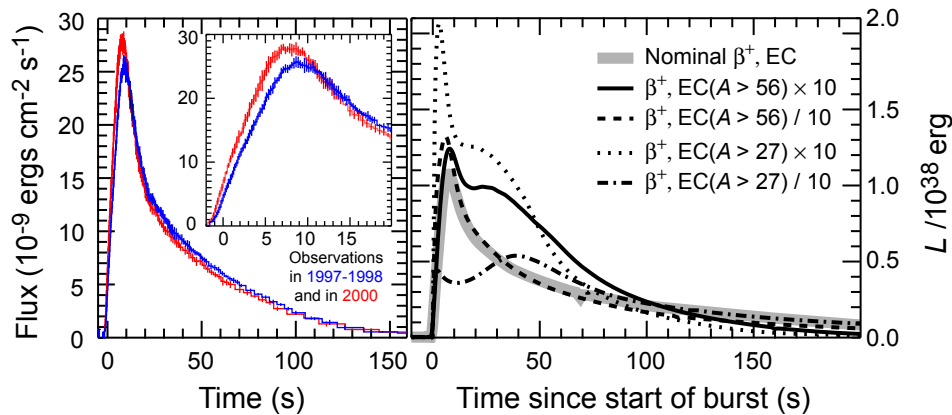 Flux (10⁻⁹ ergs cm⁻² s⁻¹)
30
25
20
15
10
5
0
0 50 100 150
Time (s)
30
20
10
0
0 5 10 15
Observations
in 1997-1998
and in 2000
Nominal β⁺, EC
β⁺, EC(A > 56) × 10
β⁺, EC(A > 56) / 10
β⁺, EC(A > 27) × 10
β⁺, EC(A > 27) / 10
2.0
1.5
1.0
0.5
0.0
L / 10³⁸ erg
0 50 100 150
Time since start of burst (s)